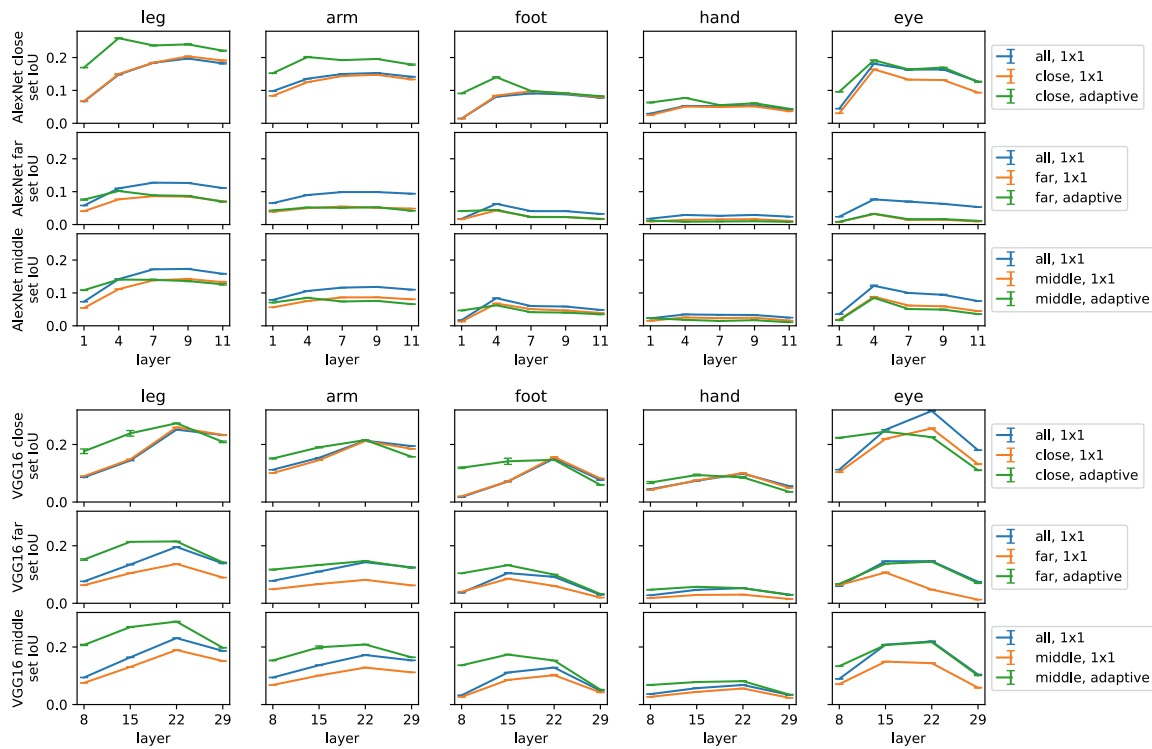 leg arm foot hand eye
AlexNet close
set IoU
0.2
0.1
0.0
all, 1x1
close, 1x1
close, adaptive
AlexNet far
set IoU
0.2
0.1
0.0
all, 1x1
far, 1x1
far, adaptive
AlexNet middle
set IoU
0.2
0.1
0.0
all, 1x1
middle, 1x1
middle, adaptive
1 4 7 9 11 1 4 7 9 11 1 4 7 9 11 1 4 7 9 11 1 4 7 9 11
layer layer layer layer layer
leg arm foot hand eye
VGG16 close
set IoU
0.2
0.0
all, 1x1
close, 1x1
close, adaptive
VGG16 far
set IoU
0.2
0.0
all, 1x1
far, 1x1
far, adaptive
VGG16 middle
set IoU
0.2
0.0
all, 1x1
middle, 1x1
middle, adaptive
8 15 22 29 8 15 22 29 8 15 22 29 8 15 22 29 8 15 22 29
layer layer layer layer layer